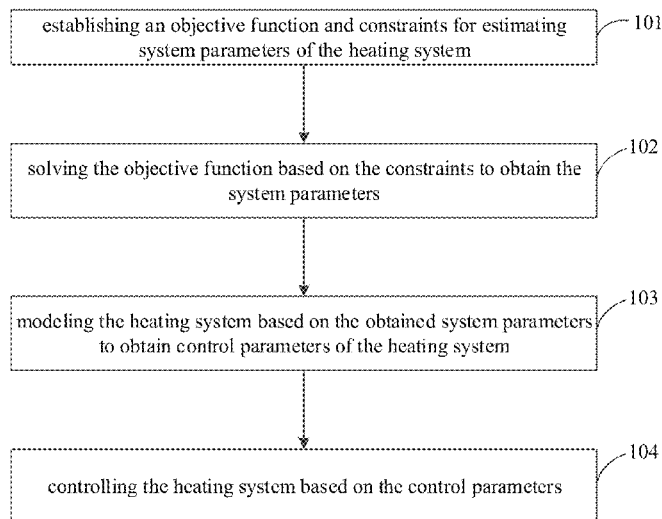 establishing an objective function and constraints for estimating
system parameters of the heating system
101
solving the objective function based on the constraints to obtain the
system parameters
102
modeling the heating system based on the obtained system parameters
to obtain control parameters of the heating system
103
controlling the heating system based on the control parameters
104